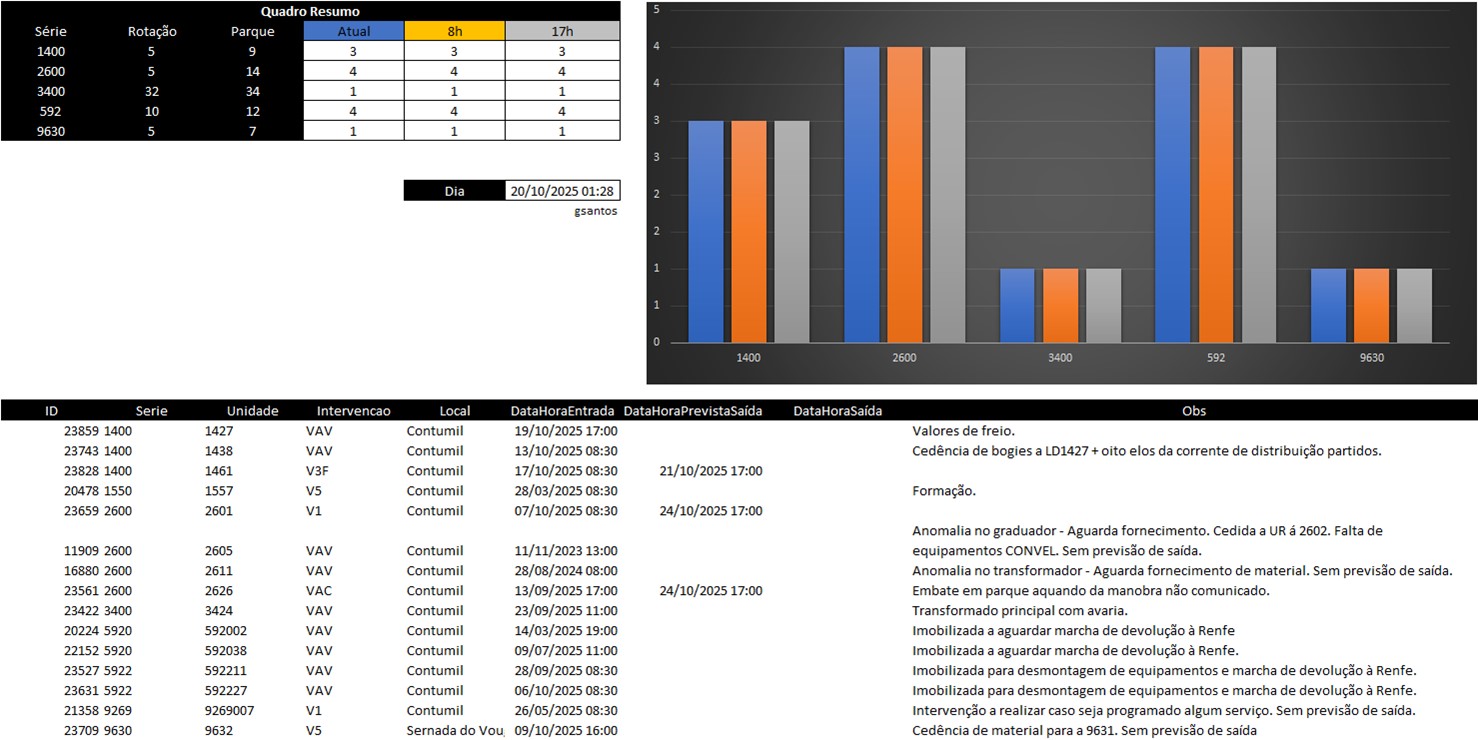 Quadro Resumo
Série Rotação Parque Atual 8h 17h
1400 5 9 3 3 3
2600 5 14 4 4 4
3400 32 34 1 1 1
592 10 12 4 4 4
9630 5 7 1 1 1
Dia 20/10/2025 01:28
gsantos
5
4
4
3
3
2
2
1
1
0
1400 2600 3400 592 9630
ID Serie Unidade Intervencao Local DataHoraEntrada DataHoraPrevistaSaída DataHoraSaída Obs
23859 1400 1427 VAV Contumil 19/10/2025 17:00 Valores de freio.
23743 1400 1438 VAV Contumil 13/10/2025 08:30 Cedência de bogies a LD1427 + oito elos da corrente de distribuição partidos.
23828 1400 1461 V3F Contumil 17/10/2025 08:30 21/10/2025 17:00
20478 1550 1557 V5 Contumil 28/03/2025 08:30 Formação.
23659 2600 2601 V1 Contumil 07/10/2025 08:30 24/10/2025 17:00
Anomalia no graduador - Aguarda fornecimento. Cedida a UR á 2602. Falta de
11909 2600 2605 VAV Contumil 11/11/2023 13:00 equipamentos CONVEL. Sem previsão de saída.
16880 2600 2611 VAV Contumil 28/08/2024 08:00 Anomalia no transformador - Aguarda fornecimento de material. Sem previsão de saída.
23561 2600 2626 VAC Contumil 13/09/2025 17:00 24/10/2025 17:00 Embate em parque aquando da manobra não comunicado.
23422 3400 3424 VAV Contumil 23/09/2025 11:00 Transformado principal com avaria.
20224 5920 592002 VAV Contumil 14/03/2025 19:00 Imobilizada a aguardar marcha de devolução à Renfe
22152 5920 592038 VAV Contumil 09/07/2025 11:00 Imobilizada a aguardar marcha de devolução à Renfe.
23527 5922 592211 VAV Contumil 28/09/2025 08:30 Imobilizada para desmontagem de equipamentos e marcha de devolução à Renfe.
23631 5922 592227 VAV Contumil 06/10/2025 08:30 Imobilizada para desmontagem de equipamentos e marcha de devolução à Renfe.
21358 9269 9269007 V1 Contumil 26/05/2025 08:30 Intervenção a realizar caso seja programado algum serviço. Sem previsão de saída.
23709 9630 9632 V5 Sernada do Vou 09/10/2025 16:00 Cedência de material para a 9631. Sem previsão de saída